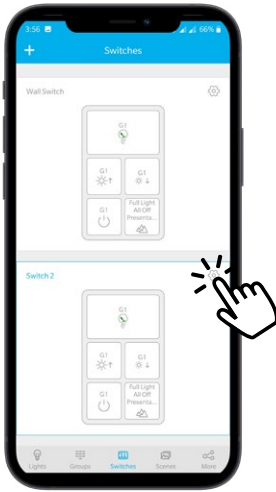 3:56 66%
+ Switches
Wall Switch
G1
G1 ↑ G1 ↓
G1 Full Light
All Off
Presenta...
Switch 2
G1
G1 ↑ G1 ↓
G1 Full Light
All Off
Presenta...
Lights Groups Switches Scenes More